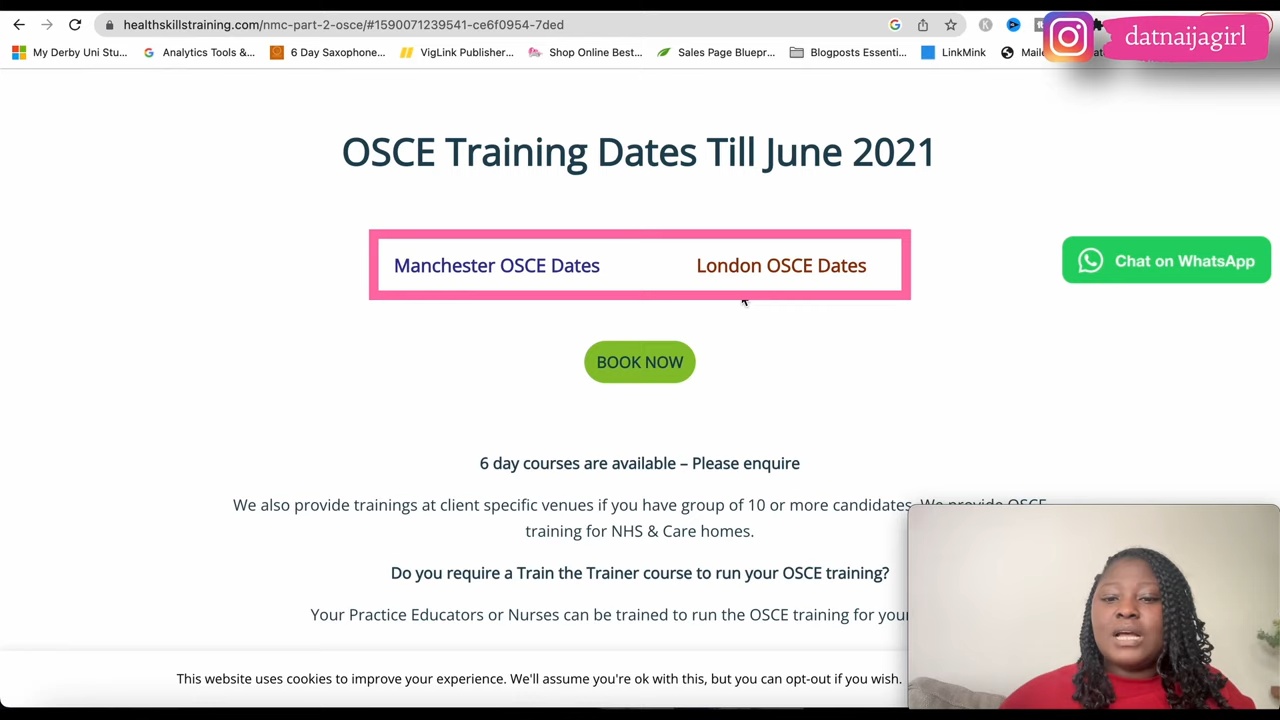 healthskillstraining.com/nmc-part-2-osce/#1590071239541-ce6f0954-7ded
datnaijagirl
My Derby Uni Stu... Analytics Tools &... 6 Day Saxophone... VigLink Publisher... Shop Online Best... Sales Page Bluepr... Blogposts Essenti... LinkMink
OSCE Training Dates Till June 2021
Manchester OSCE Dates London OSCE Dates
Chat on WhatsApp
BOOK NOW
6 day courses are available – Please enquire
We also provide trainings at client specific venues if you have group of 10 or more candidates. We provide OSCE
training for NHS & Care homes.
Do you require a Train the Trainer course to run your OSCE training?
Your Practice Educators or Nurses can be trained to run the OSCE training for your
This website uses cookies to improve your experience. We'll assume you're ok with this, but you can opt-out if you wish.